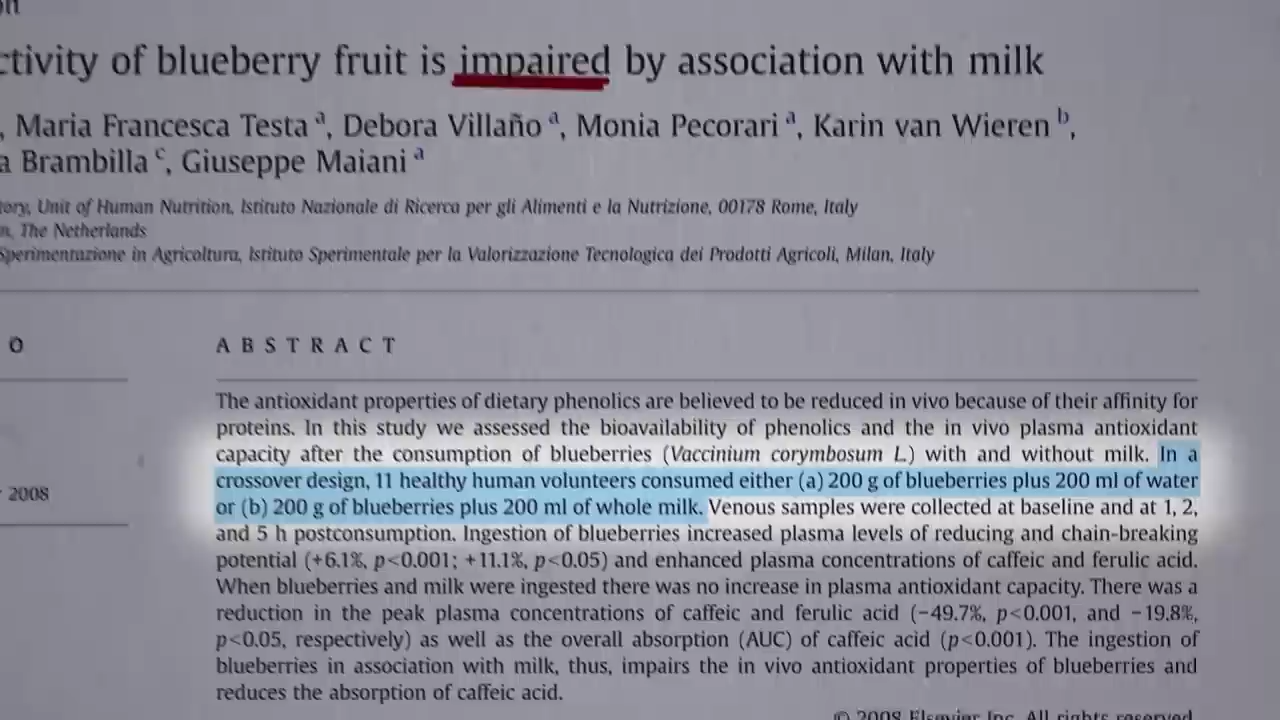 ctivity of blueberry fruit is impaired by association with milk
, Maria Francesca Testa a, Debora Villaño a, Monia Pecorari a, Karin van Wieren b,
a Brambilla c, Giuseppe Maiani a
tory, Unit of Human Nutrition, Istituto Nazionale di Ricerca per gli Alimenti e la Nutrizione, 00178 Rome, Italy
n, The Netherlands
Sperimentazione in Agricoltura, Istituto Sperimentale per la Valorizzazione Tecnologica dei Prodotti Agricoli, Milan, Italy
O
ABSTRACT
2008
The antioxidant properties of dietary phenolics are believed to be reduced in vivo because of their affinity for
proteins. In this study we assessed the bioavailability of phenolics and the in vivo plasma antioxidant
capacity after the consumption of blueberries (Vaccinium corymbosum L.) with and without milk. In a
crossover design, 11 healthy human volunteers consumed either (a) 200 g of blueberries plus 200 ml of water
or (b) 200 g of blueberries plus 200 ml of whole milk. Venous samples were collected at baseline and at 1, 2,
and 5 h postconsumption. Ingestion of blueberries increased plasma levels of reducing and chain-breaking
potential (+6.1%, p<0.001; +11.1%, p<0.05) and enhanced plasma concentrations of caffeic and ferulic acid.
When blueberries and milk were ingested there was no increase in plasma antioxidant capacity. There was a
reduction in the peak plasma concentrations of caffeic and ferulic acid (−49.7%, p<0.001, and −19.8%,
p<0.05, respectively) as well as the overall absorption (AUC) of caffeic acid (p<0.001). The ingestion of
blueberries in association with milk, thus, impairs the in vivo antioxidant properties of blueberries and
reduces the absorption of caffeic acid.
© 2008 Elsevier Inc. All rights reserved.